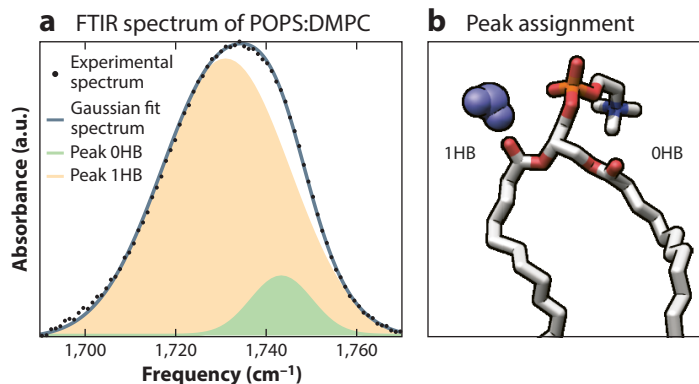 a FTIR spectrum of POPS:DMPC
Experimental
spectrum
Gaussian fit
spectrum
Peak 0HB
Peak 1HB
Absorbance (a.u.)
1,700
1,720
1,740
1,760
Frequency (cm⁻¹)
b Peak assignment
1HB
0HB